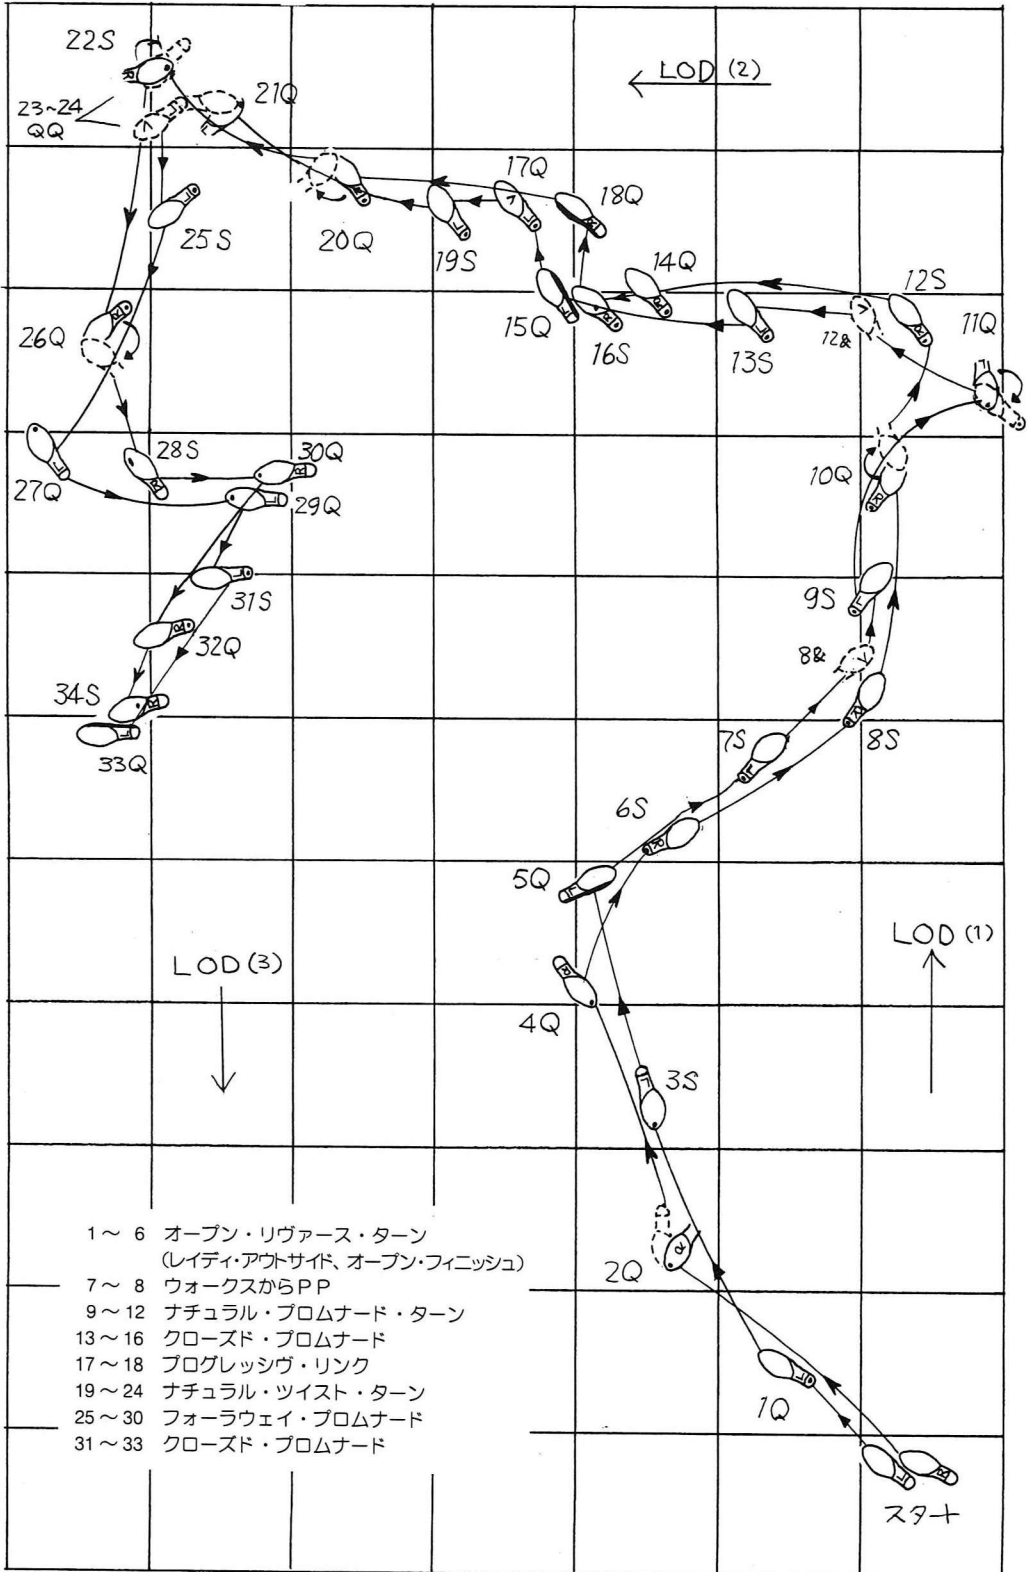 22S
LOD (2)
21Q
23~24
QQ
17Q
18Q
25S
20Q
19S
14Q
12S
11Q
26Q
15Q
16S
13S
12&
28S
30Q
10Q
27Q
29Q
31S
9S
32Q
8&
34S
7S
8S
33Q
6S
5Q
LOD (1)
LOD (3)
4Q
3S
2Q
1Q
スタート
1～ 6 オープン・リヴァース・ターン
(レイディ・アウトサイド、オープン・フィニッシュ)
7～ 8 ウォークスからPP
9～12 ナチュラル・プロムナード・ターン
13～16 クローズド・プロムナード
17～18 プログレッシヴ・リンク
19～24 ナチュラル・ツイスト・ターン
25～30 フォーラウェイ・プロムナード
31～33 クローズド・プロムナード